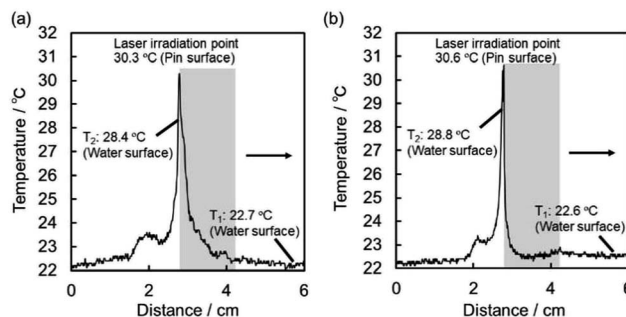 (a)
Laser irradiation point
30.3 °C (Pin surface)
T₂: 28.4 °C
(Water surface)
T₁: 22.7 °C
(Water surface)
Temperature / °C
32
31
30
29
28
27
26
25
24
23
22
0
2
4
6
Distance / cm
(b)
Laser irradiation point
30.6 °C (Pin surface)
T₂: 28.8 °C
(Water surface)
T₁: 22.6 °C
(Water surface)
Temperature / °C
32
31
30
29
28
27
26
25
24
23
22
0
2
4
6
Distance / cm